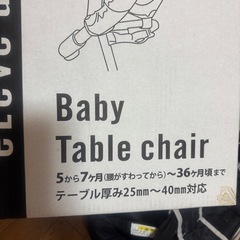 Baby
Table chair
5から7ヶ月(腰がすわってから)〜36ヶ月頃まで
テーブル厚み25mm〜40mm対応